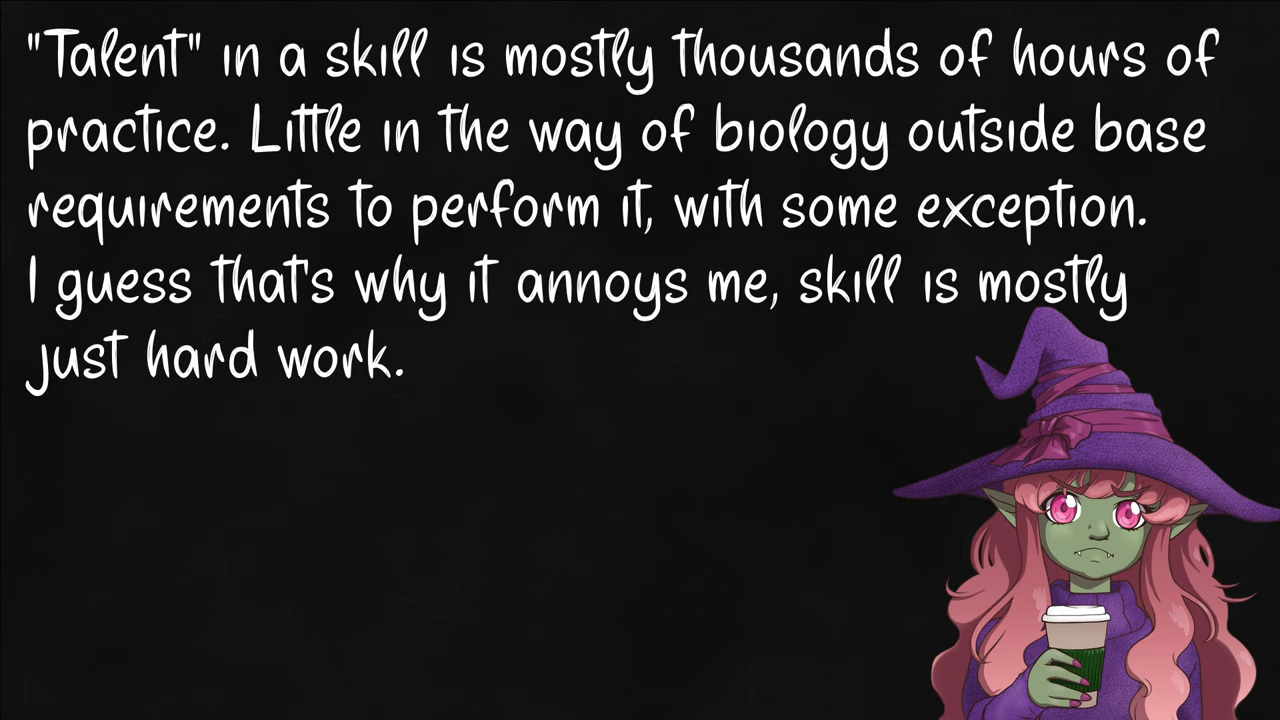 "Talent" in a skill is mostly thousands of hours of
practice. Little in the way of biology outside base
requirements to perform it, with some exception.
I guess that's why it annoys me, skill is mostly
just hard work.